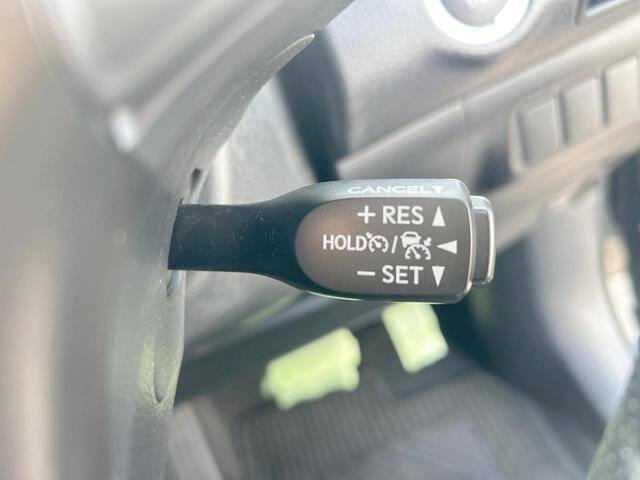 CANCEL▼
+ RES ▲
HOLD / ◀
− SET ▼